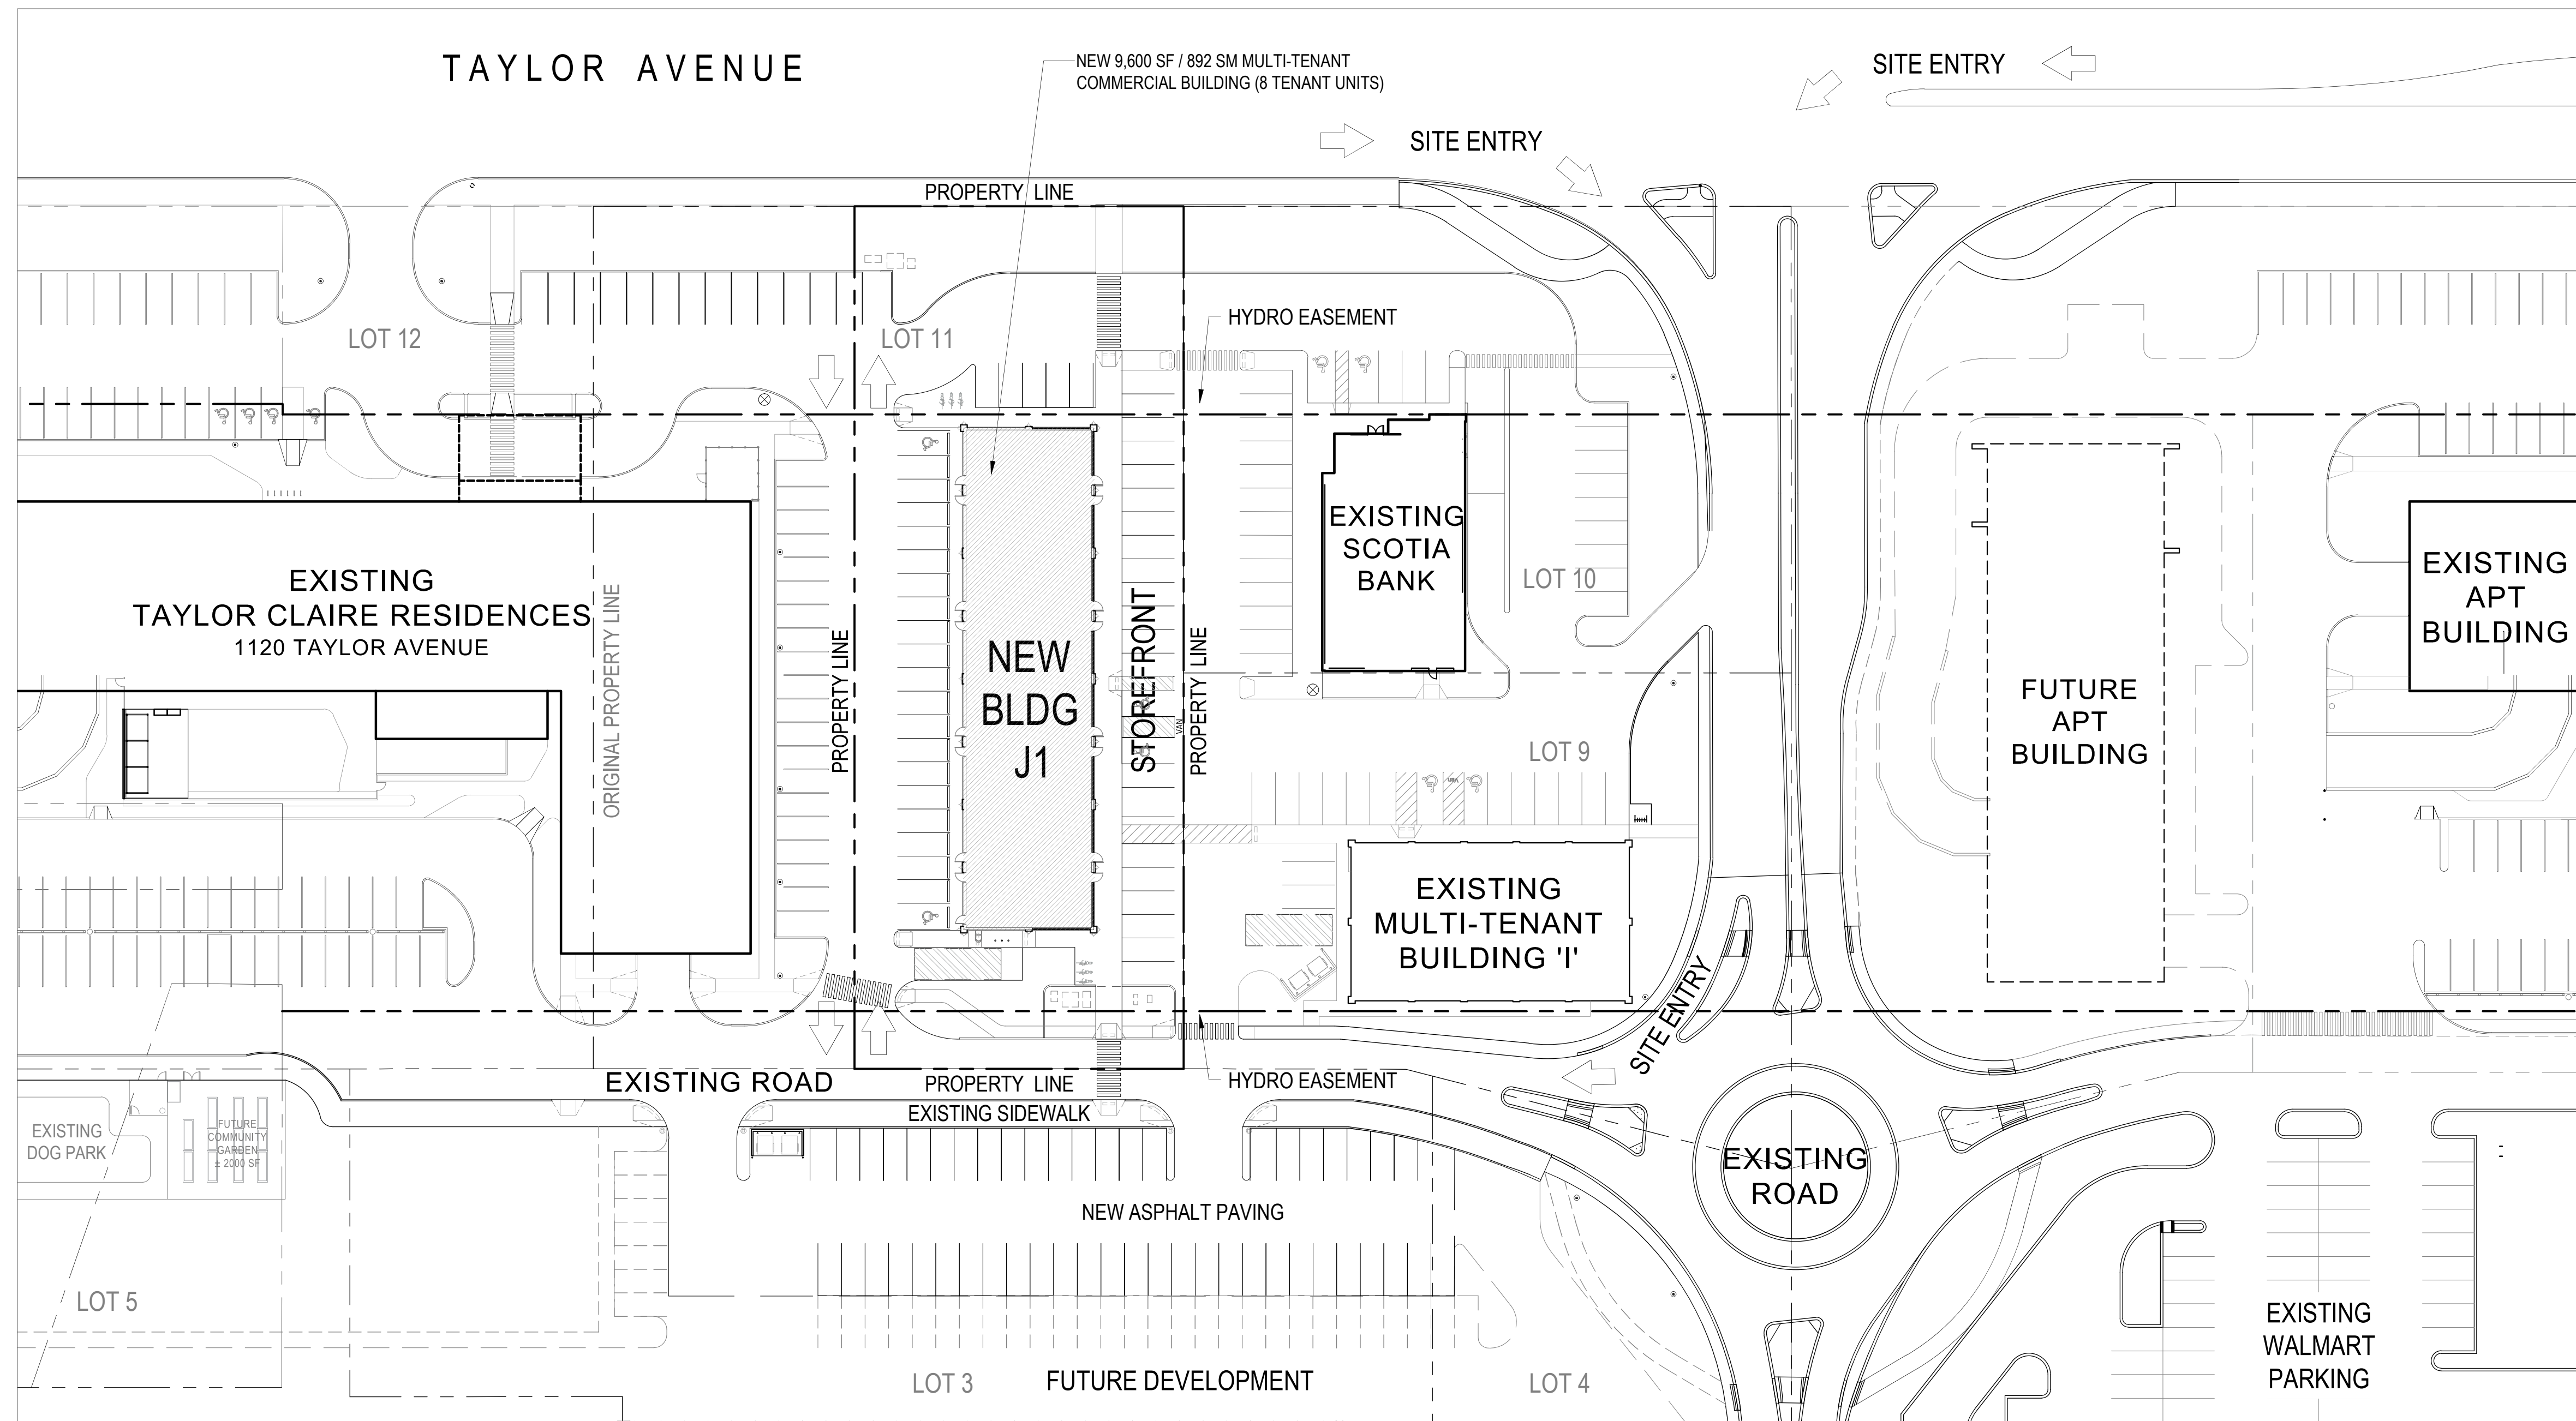 TAYLOR AVENUE
NEW 9,600 SF / 892 SM MULTI-TENANT
COMMERCIAL BUILDING (8 TENANT UNITS)
SITE ENTRY
SITE ENTRY
PROPERTY LINE
LOT 12
LOT 11
HYDRO EASEMENT
EXISTING
SCOTIA
BANK
LOT 10
EXISTING
TAYLOR CLAIRE RESIDENCES
1120 TAYLOR AVENUE
ORIGINAL PROPERTY LINE
PROPERTY LINE
NEW
BLDG
J1
STOREFRONT
VAN
PROPERTY LINE
LOT 9
Van
FUTURE
APT
BUILDING
EXISTING
APT
BUILDING
EXISTING
MULTI-TENANT
BUILDING 'I'
SITE ENTRY
EXISTING ROAD
PROPERTY LINE
HYDRO EASEMENT
EXISTING SIDEWALK
EXISTING
DOG PARK
FUTURE
COMMUNITY
GARDEN
± 2000 SF
EXISTING
ROAD
NEW ASPHALT PAVING
LOT 5
LOT 3
FUTURE DEVELOPMENT
LOT 4
EXISTING
WALMART
PARKING